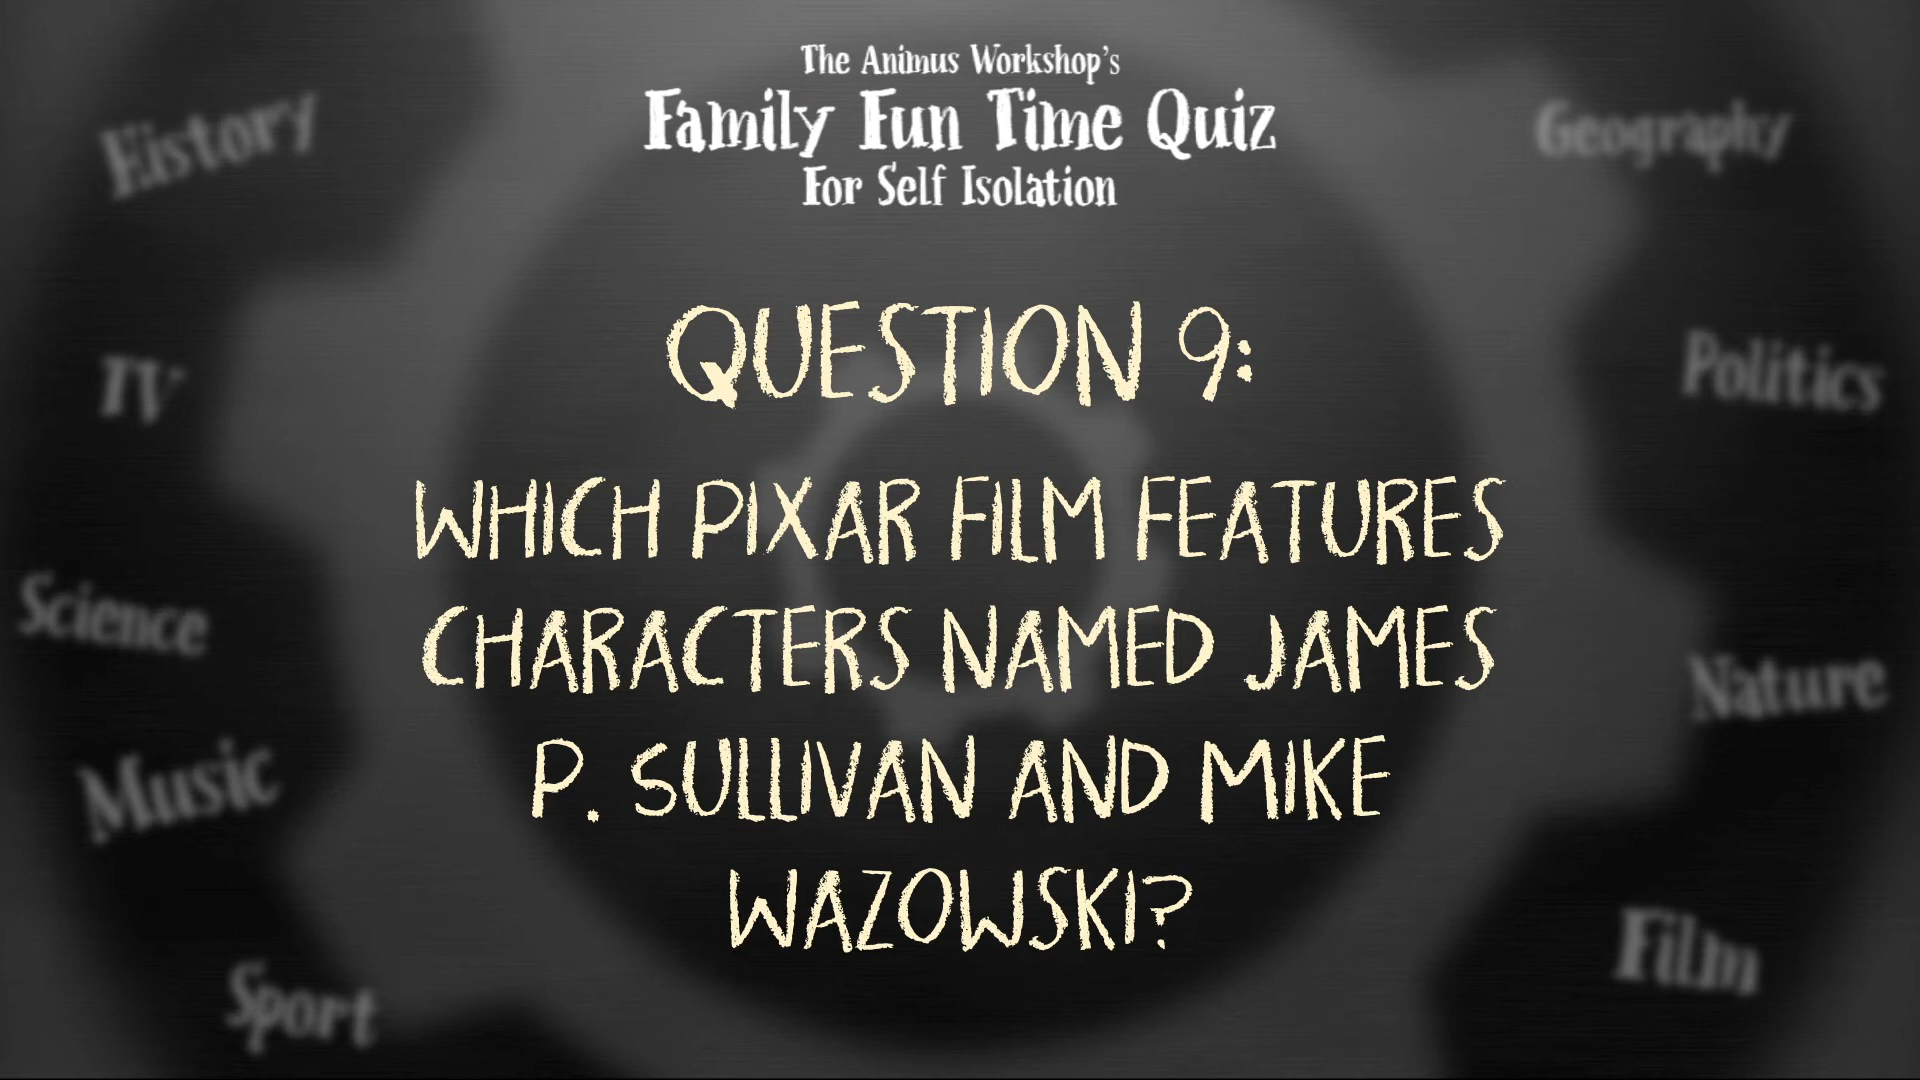 The Animus Workshop's
Family Fun Time Quiz
For Self Isolation
History
Geography
TV
Politics
Science
Nature
Music
Film
Sport
QUESTION 9:
WHICH PIXAR FILM FEATURES
CHARACTERS NAMED JAMES
P. SULLIVAN AND MIKE
WAZOWSKI?